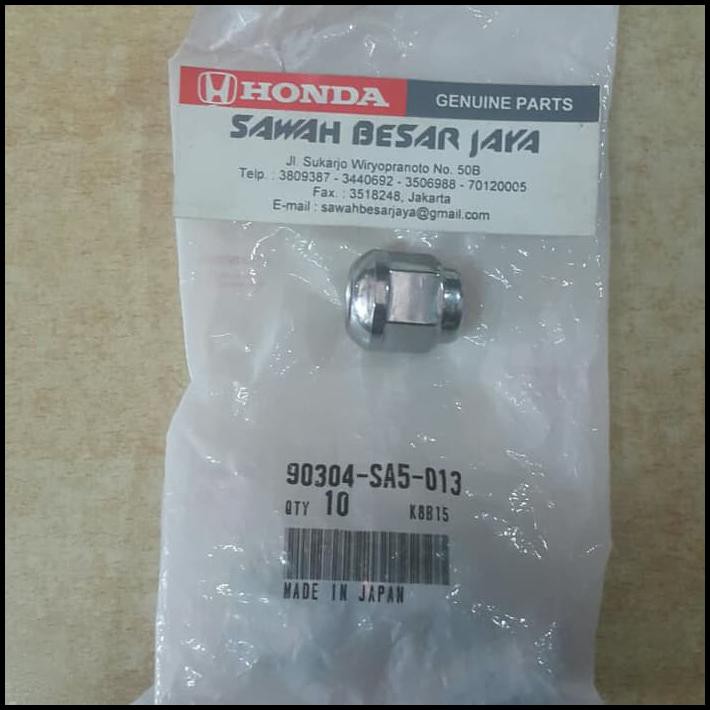 HONDA GENUINE PARTS
SAWAH BESAR JAYA
Jl. Sukarjo Wiryopranoto No. 50B
Telp. : 3809387 - 3440692 - 3506988 - 70120005
Fax. : 3518248, Jakarta
E-mail : sawahbesarjaya@gmail.com
90304-SA5-013
QTY 10 K8B15
MADE IN JAPAN